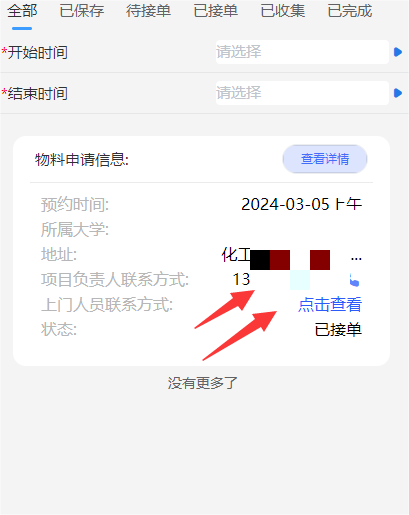 全部 已保存 待接单 已接单 已收集 已完成
*开始时间 请选择
*结束时间 请选择
物料申请信息: 查看详情
预约时间: 2024-03-05上午
所属大学:
地址: 化工 ...
项目负责人联系方式: 13
上门人员联系方式: 点击查看
状态: 已接单
没有更多了